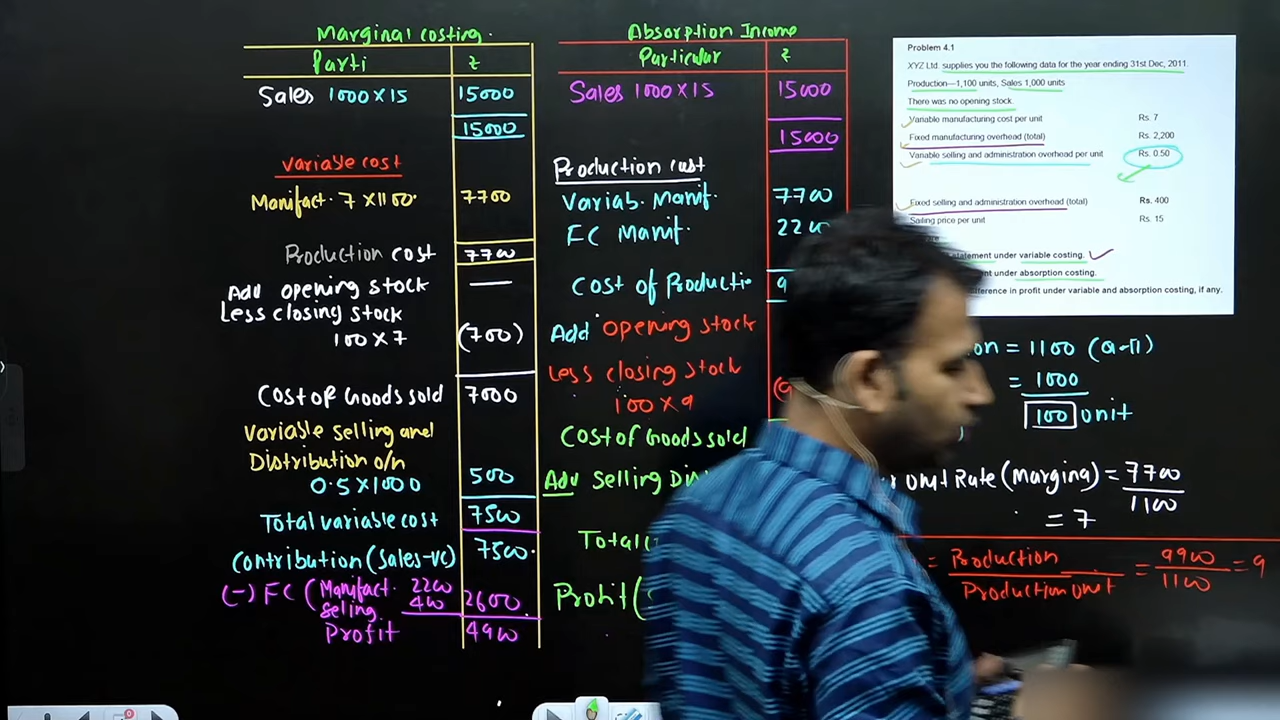 Marginal costing.
Parti ₹
Sales 1000 X 15 15000
15000
Variable cost
Manifact. 7 X 1100. 7700
Production cost 7700
Add opening stock —
Less closing stock
100 X 7 (700)
Cost of Goods sold 7000
Variable Selling and
Distribution o/h
0.5 X 1000 500
Total variable cost 7500
Contribution (Sales-VC) 7500.
(-) FC (Manifact. 2200
Selling 400 2600.
Profit 4900
Absorption Income
Particular ₹
Sales 1000 X 15 15000
15000
Production cost
Variab. Manif. 7700
FC Manif. 2200
Cost of Productio 9
Add opening stock
Less closing stock
100 X 9 (9
Cost of Goods sold
Add Selling Di
Total
Profit (
Problem 4.1
XYZ Ltd. supplies you the following data for the year ending 31st Dec, 2011.
Production—1,100 units, Sales 1,000 units
There was no opening stock.
Variable manufacturing cost per unit Rs. 7
Fixed manufacturing overhead (total) Rs. 2,200
Variable selling and administration overhead per unit Rs. 0.50
Fixed selling and administration overhead (total) Rs. 400
Selling price per unit Rs. 15
atement under variable costing.
nt under absorption costing.
ference in profit under variable and absorption costing, if any.
on = 1100 (a-11)
= 1000
100 unit
Unit Rate (Margina) = 7700
1100
= 7
= Production = 9900 = 9
Production unit 1100